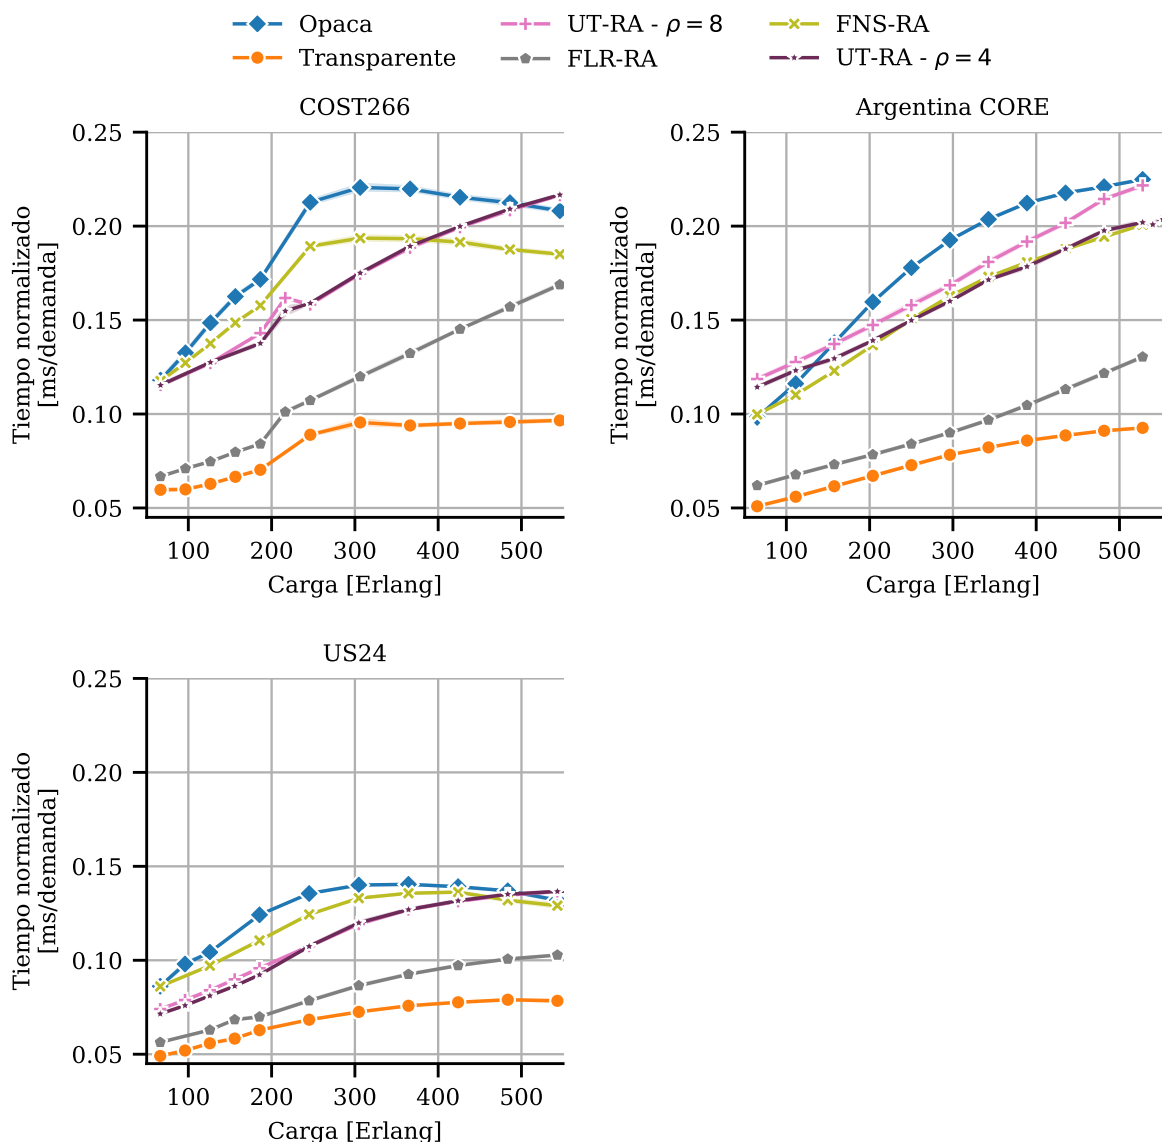 Opaca
Transparente
UT-RA - ρ = 8
FLR-RA
FNS-RA
UT-RA - ρ = 4
COST266
0.25
0.20
0.15
0.10
0.05
Tiempo normalizado
[ms/demanda]
100 200 300 400 500
Carga [Erlang]
Argentina CORE
0.25
0.20
0.15
0.10
0.05
Tiempo normalizado
[ms/demanda]
100 200 300 400 500
Carga [Erlang]
US24
0.25
0.20
0.15
0.10
0.05
Tiempo normalizado
[ms/demanda]
100 200 300 400 500
Carga [Erlang]